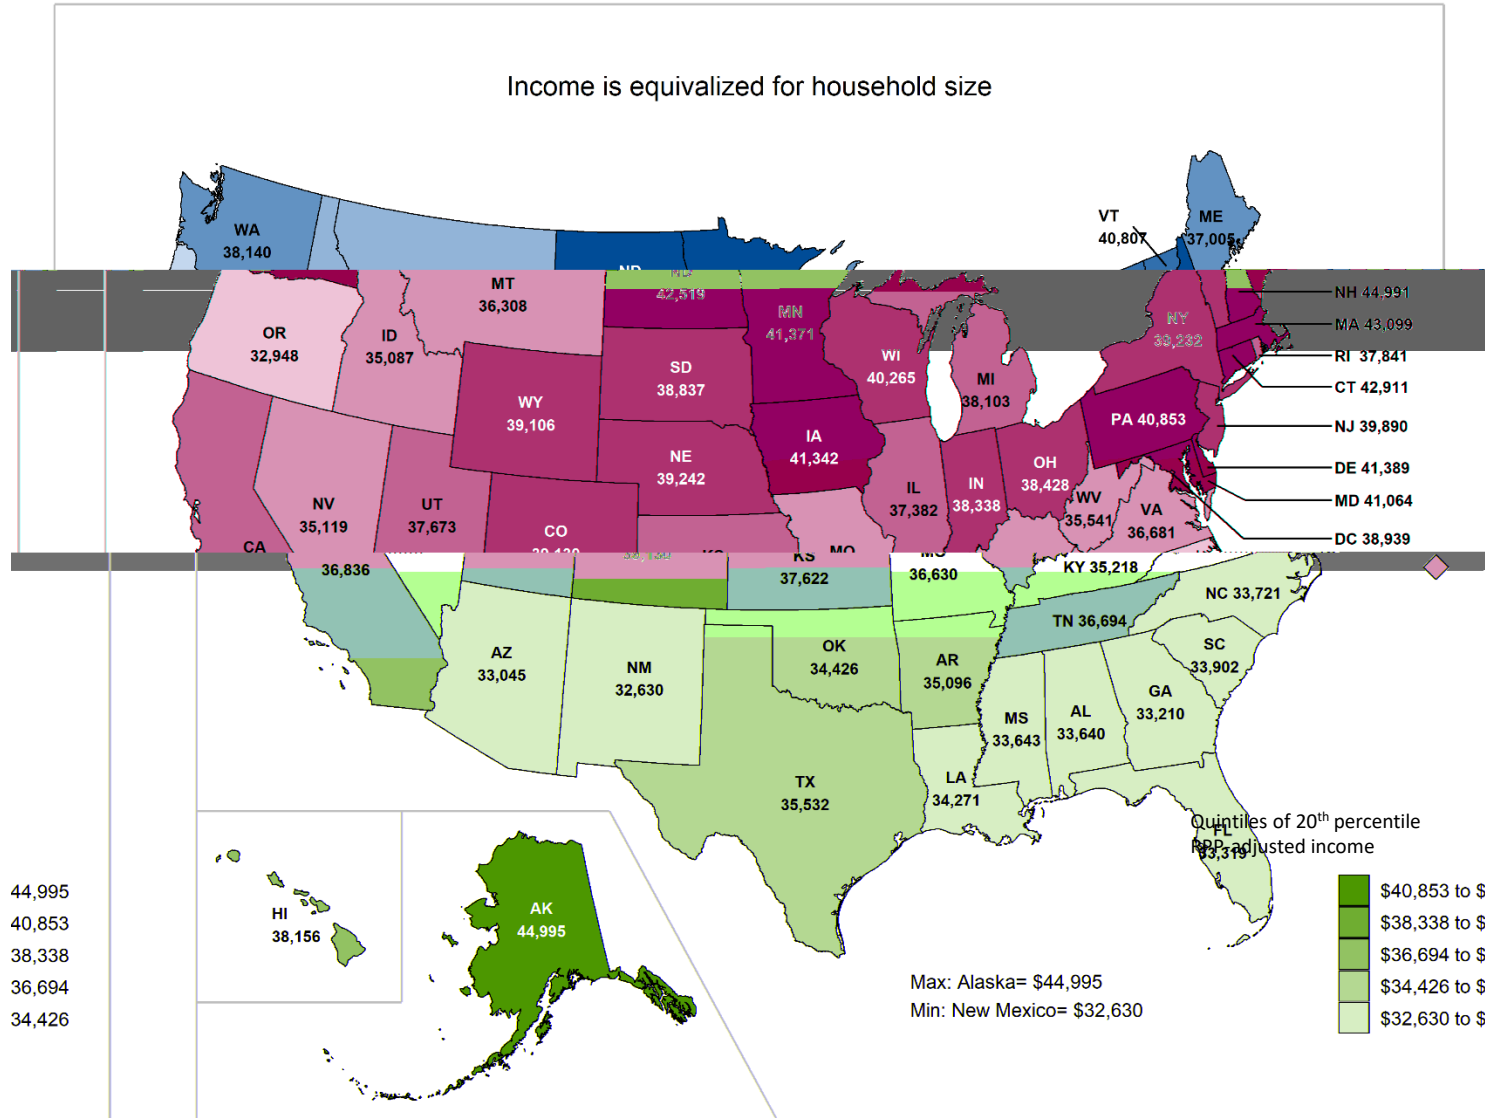 Income is equivalized for household size
WA
38,140
VT
40,807
ME
37,005
ND
42,519
MT
36,308
MN
41,371
NH 44,991
MA 43,099
NY
OR
32,948
ID
35,087
WI
40,265
RI 37,841
SD
38,837
MI
38,103
CT 42,911
WY
39,106
PA 40,853
NJ 39,890
IA
41,342
NE
39,242
OH
38,428
DE 41,389
IL
37,382
IN
38,338
MD 41,064
WV
35,541
VA
36,681
NV
35,119
UT
37,673
CO
DC 38,939
CA
36,836
KS
37,622
MO
36,630
KY 35,218
NC 33,721
TN 36,694
AZ
33,045
NM
32,630
OK
34,426
AR
35,096
SC
33,902
GA
33,210
MS
33,643
AL
33,640
TX
35,532
LA
34,271
FL
33,319
Quintiles of 20th percentile
RPP-adjusted income
$40,853 to $
$38,338 to $
$36,694 to $
$34,426 to $
$32,630 to $
44,995
40,853
38,338
36,694
34,426
HI
38,156
AK
44,995
Max: Alaska= $44,995
Min: New Mexico= $32,630